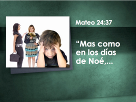 Mateo 24:37
"Mas como
en los días
de Noé,...